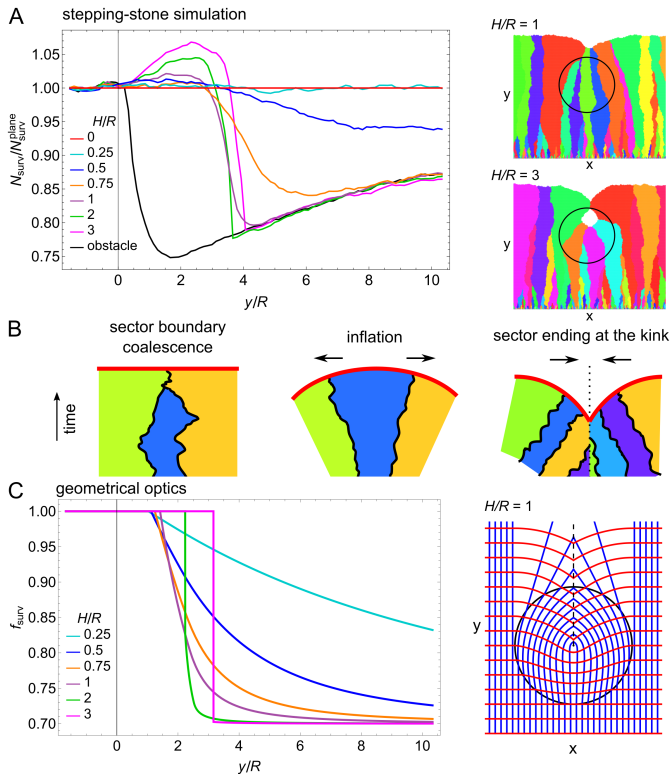 A
stepping-stone simulation
1.05
1.00
0.95
0.90
0.85
0.80
0.75
N_surv/N_surv^plane
H/R
0
0.25
0.5
0.75
1
2
3
obstacle
0
2
4
6
8
10
y/R
H/R = 1
y
x
H/R = 3
y
x
B
sector boundary
coalescence
inflation
sector ending at the kink
time
C
geometrical optics
1.00
0.95
0.90
0.85
0.80
0.75
0.70
f_surv
H/R
0.25
0.5
0.75
1
2
3
0
2
4
6
8
10
y/R
H/R = 1
y
x